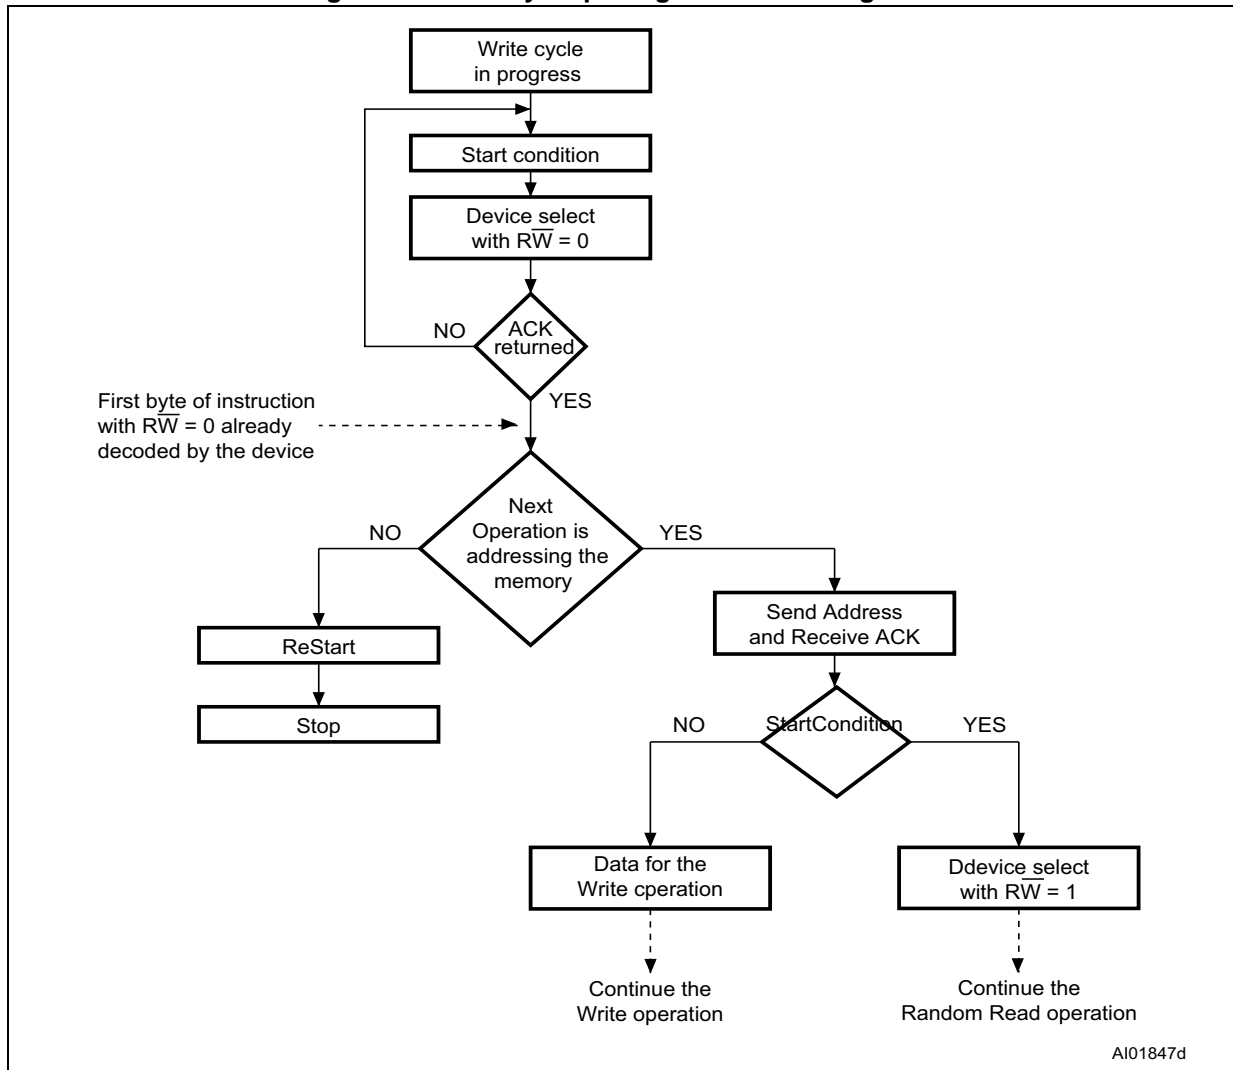 Write cycle
in progress
Start condition
Device select
with RW̅ = 0
ACK
returned
NO
YES
First byte of instruction
with RW̅ = 0 already
decoded by the device
Next
Operation is
addressing the
memory
NO
YES
ReStart
Stop
Send Address
and Receive ACK
StartCondition
NO
YES
Data for the
Write cperation
Ddevice select
with RW̅ = 1
Continue the
Write operation
Continue the
Random Read operation
AI01847d